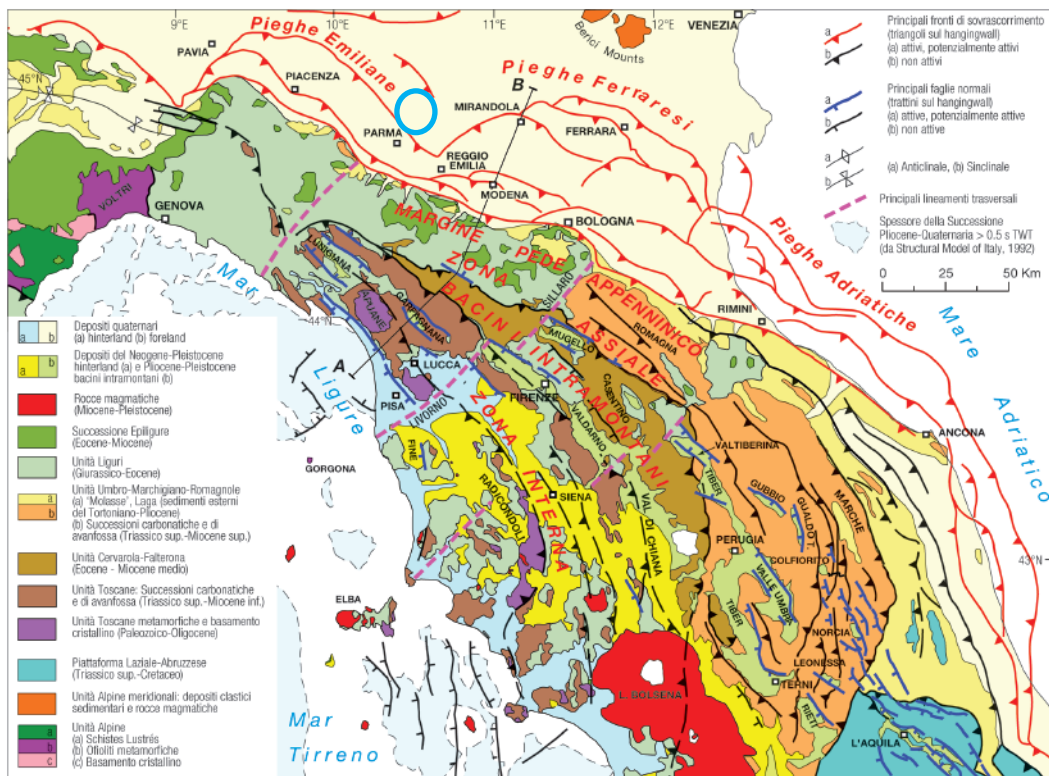 9°E
10°E
11°E
12°E
VENEZIA
Berici Mounts
PAVIA
Pieghe Emiliane
PIACENZA
45°N
Pieghe Ferraresi
B
MIRANDOLA
FERRARA
PARMA
REGGIO
EMILIA
MODENA
BOLOGNA
VOLTRI
GENOVA
MARGINE PEDE APPENNINICO
ZONA ASSIALE
BACINI INTRAMONTANI
ZONA INTERNA
Pieghe Adriatiche
Mar Ligure
Mare Adriatico
Mar
Tirreno
LUNIGIANA
APUANE
GARFAGNANA
SILLARO
MUGELLO
ROMAGNA
RIMINI
44°N
44°N
A
LUCCA
PISA
LIVORNO
FIRENZE
CASENTINO
VALDARNO
ANCONA
GORGONA
FINE
RADICONDOLI
SIENA
VAL DI CHIANA
VALTIBERINA
TIBER
GUBBIO
GUALDO T.
MARCHE
43°N
PERUGIA
COLFIORITO
VALLE UMBRA
TIBER
NORCIA
LEONESSA
TERNI
RIETI
L'AQUILA
ELBA
L. BOLSENA
a
b
Principali fronti di sovrascorrimento
(triangoli sul hangingwall)
(a) attivi, potenzialmente attivi
(b) non attivi
a
b
Principali faglie normali
(trattini sul hangingwall)
(a) attive, potenzialmente attive
(b) non attive
a
b
(a) Anticlinale, (b) Sinclinale
Principali lineamenti trasversali
Spessore della Successione
Pliocene-Quaternaria > 0.5 s TWT
(da Structural Model of Italy, 1992)
0 25 50 Km
a b
Depositi quaternari
(a) hinterland (b) foreland
a b
Depositi del Neogene-Pleistocene
hinterland (a) e Pliocene-Pleistocene
bacini intramontani (b)
Rocce magmatiche
(Miocene-Pleistocene)
Successione Epiligure
(Eocene-Miocene)
Unità Liguri
(Giurassico-Eocene)
a
b
Unità Umbro-Marchigiano-Romagnole
(a) "Molasse", Laga (sedimenti esterni
del Tortoniano-Pliocene)
(b) Successioni carbonatiche e di
avanfossa (Triassico sup.-Miocene sup.)
Unità Cervarola-Falterona
(Eocene - Miocene medio)
Unità Toscane: Successioni carbonatiche
e di avanfossa (Triassico sup.-Miocene inf.)
Unità Toscane metamorfiche e basamento
cristallino (Paleozoico-Oligocene)
Piattaforma Laziale-Abruzzese
(Triassico sup.-Cretaceo)
Unità Alpine meridionali: depositi clastici
sedimentari e rocce magmatiche
a
b
c
Unità Alpine
(a) Schistes Lustrés
(b) Ofioliti metamorfiche
(c) Basamento cristallino